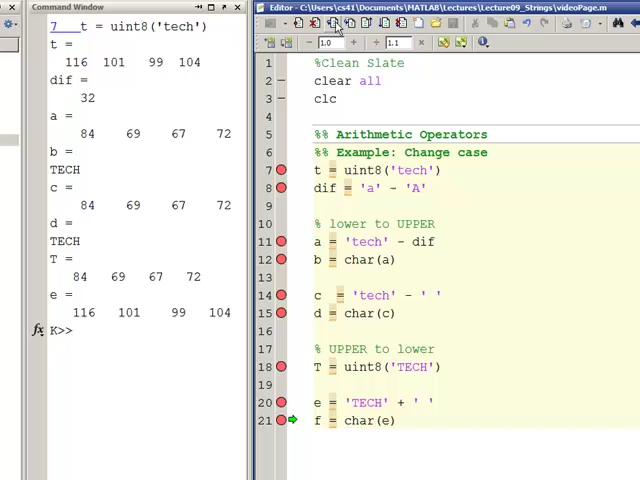 Command Window
7 t = uint8('tech')
t =
116 101 99 104
dif =
32
a =
84 69 67 72
b =
TECH
c =
84 69 67 72
d =
TECH
T =
84 69 67 72
e =
116 101 99 104
fx K>>
Editor - C:\Users\cs41\Documents\MATLAB\Lectures\Lecture09_Strings\videoPage.m
- 1.0 + ÷ 1.1 ×
1 %Clean Slate
2 - clear all
3 - clc
4
5 %% Arithmetic Operators
6 %% Example: Change case
7 t = uint8('tech')
8 dif = 'a' - 'A'
9
10 % lower to UPPER
11 a = 'tech' - dif
12 b = char(a)
13
14 c = 'tech' - ' '
15 d = char(c)
16
17 % UPPER to lower
18 T = uint8('TECH')
19
20 e = 'TECH' + ' '
21 f = char(e)